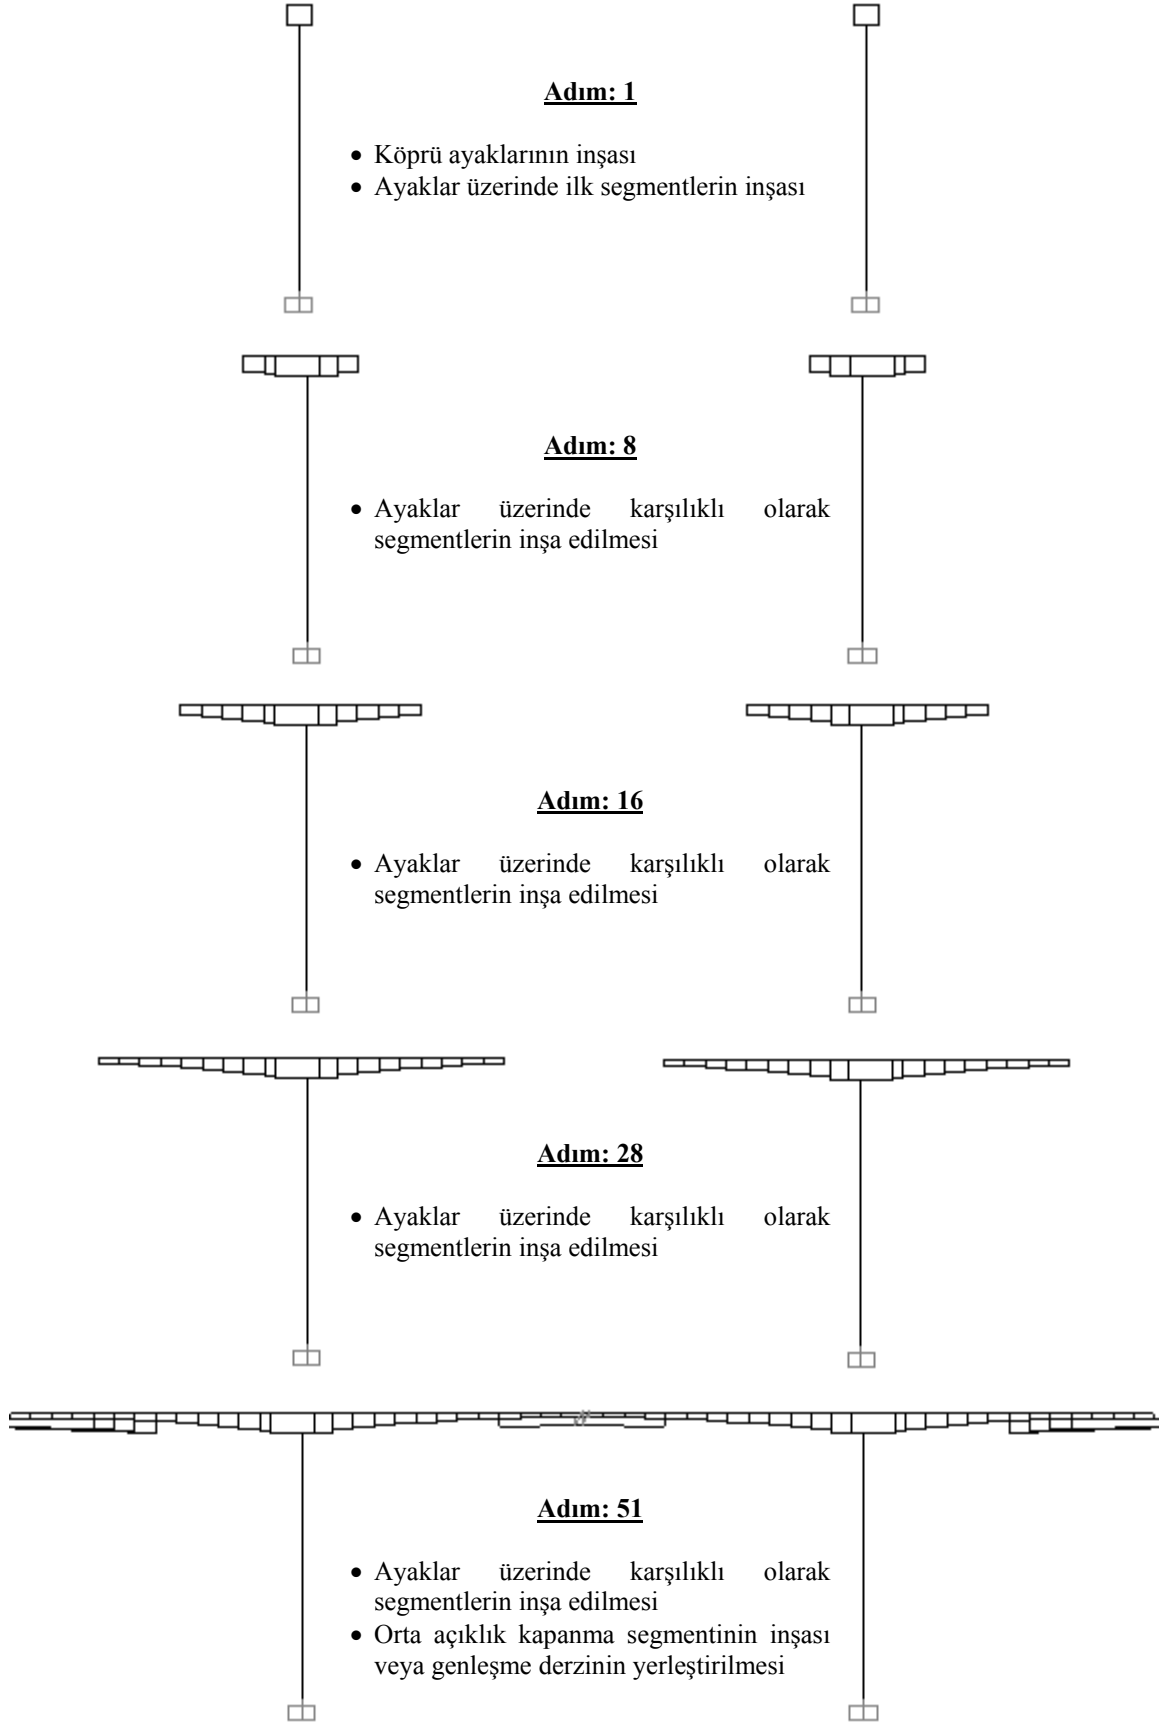 Adım: 1
• Köprü ayaklarının inşası
• Ayaklar üzerinde ilk segmentlerin inşası
Adım: 8
• Ayaklar üzerinde karşılıklı olarak
segmentlerin inşa edilmesi
Adım: 16
• Ayaklar üzerinde karşılıklı olarak
segmentlerin inşa edilmesi
Adım: 28
• Ayaklar üzerinde karşılıklı olarak
segmentlerin inşa edilmesi
Adım: 51
• Ayaklar üzerinde karşılıklı olarak
segmentlerin inşa edilmesi
• Orta açıklık kapanma segmentinin inşası
veya genleşme derzinin yerleştirilmesi